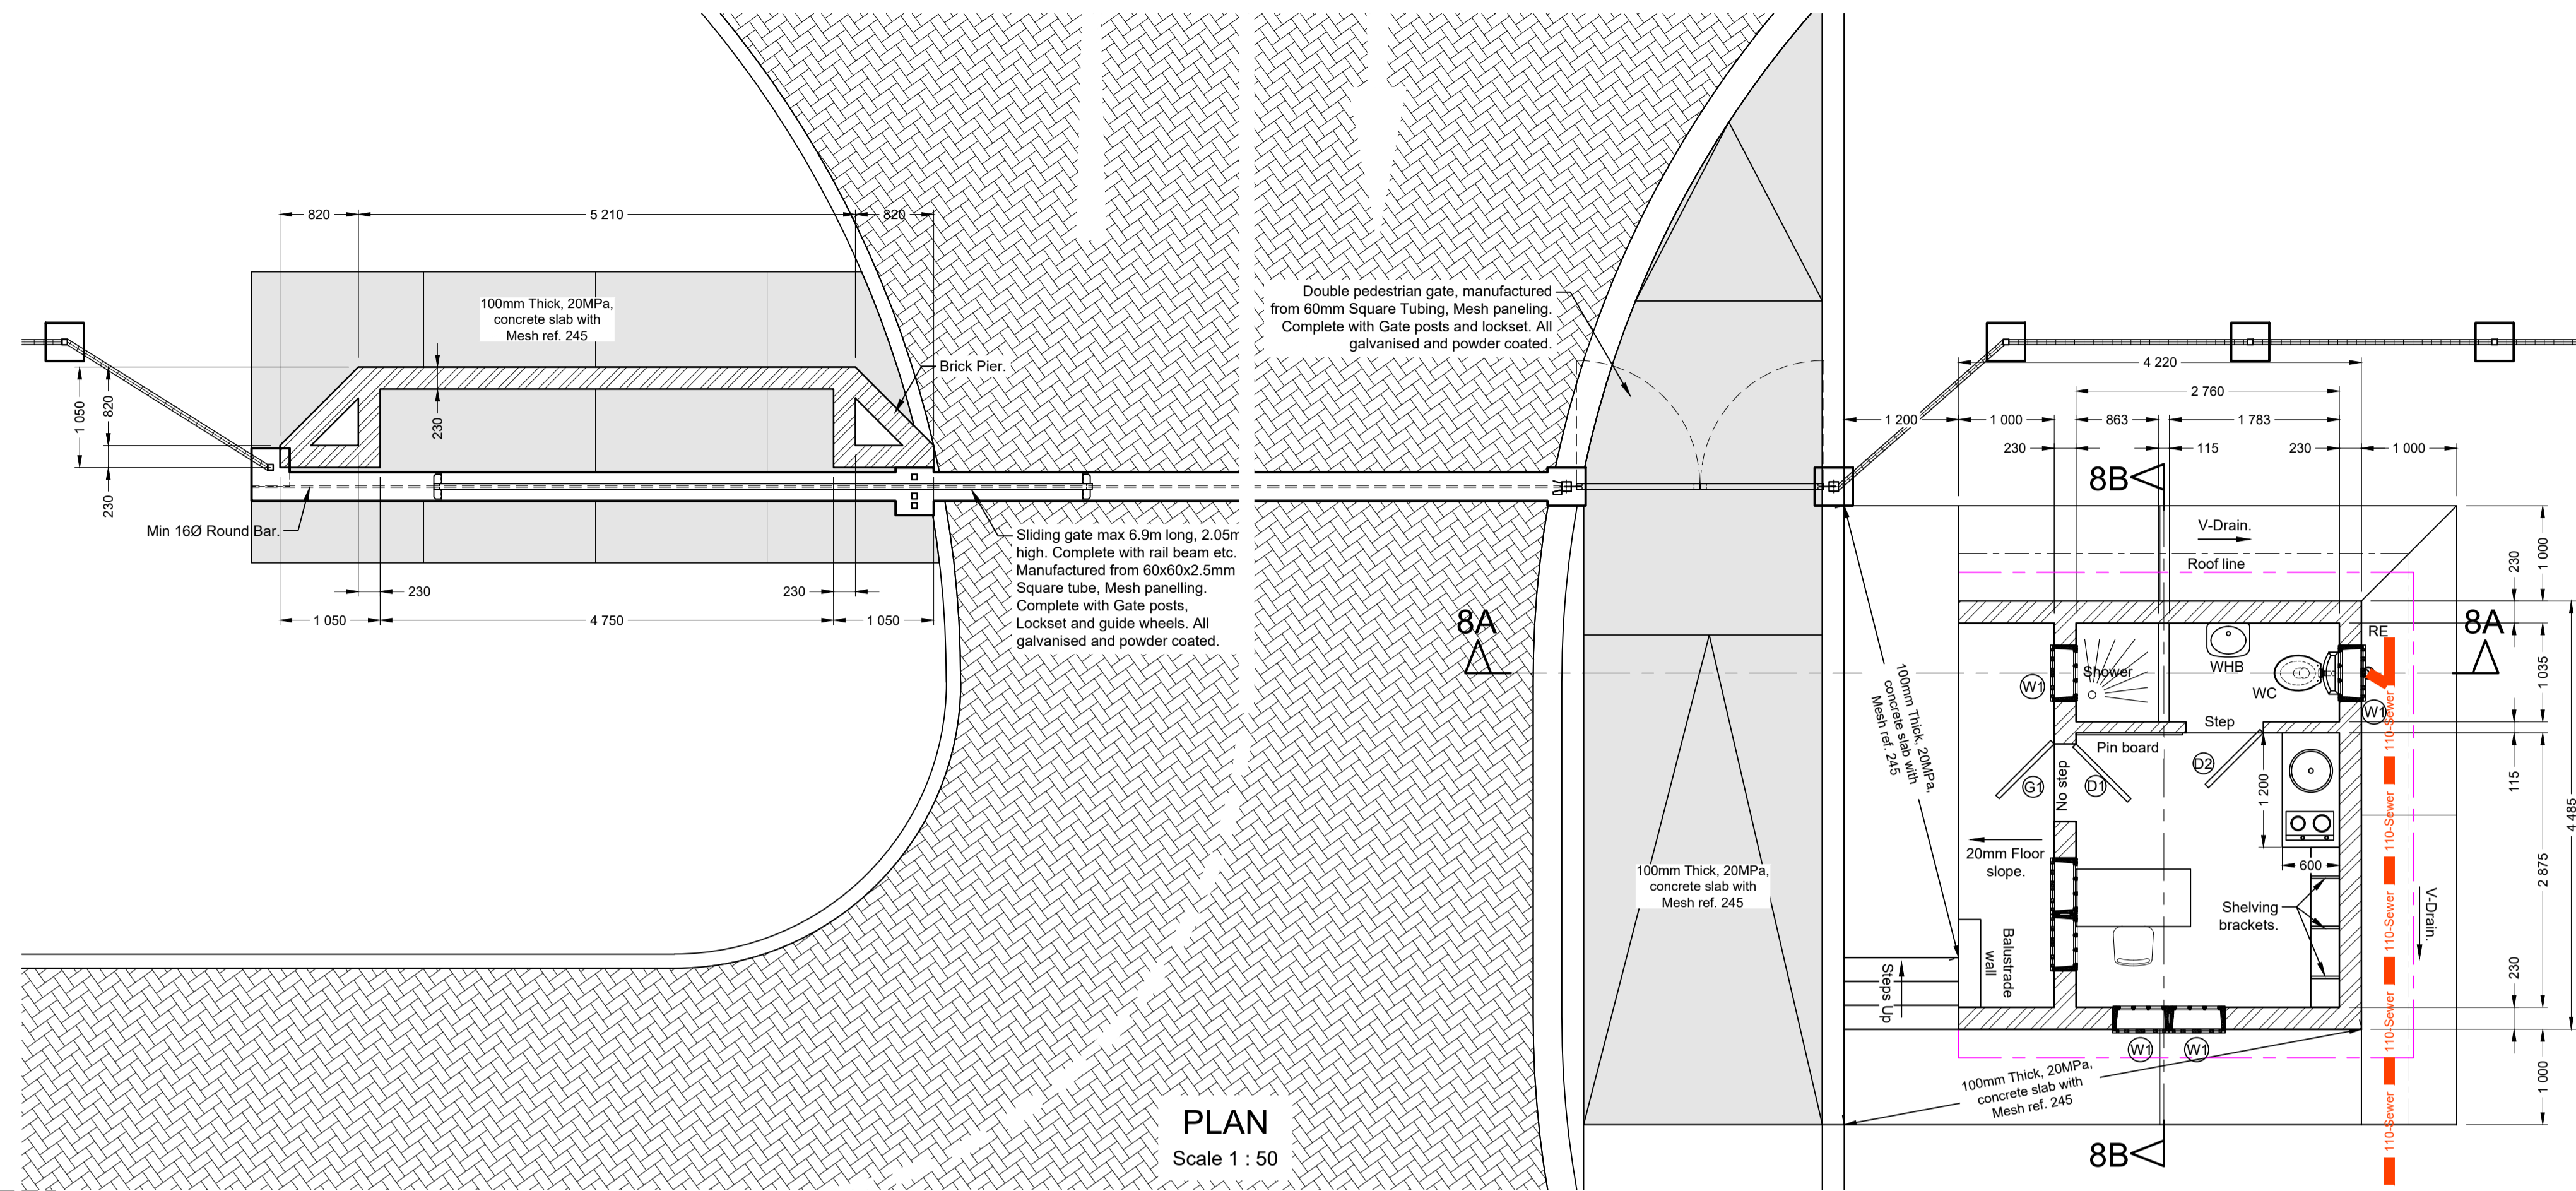 820
5 210
820
100mm Thick, 20MPa,
concrete slab with
Mesh ref. 245
Brick Pier.
1 050
820
230
230
Min 16Ø Round Bar.
230
230
1 050
4 750
1 050
Sliding gate max 6.9m long, 2.05m
high. Complete with rail beam etc.
Manufactured from 60x60x2.5mm
Square tube, Mesh panelling.
Complete with Gate posts,
Lockset and guide wheels. All
galvanised and powder coated.
Double pedestrian gate, manufactured
from 60mm Square Tubing, Mesh paneling.
Complete with Gate posts and lockset. All
galvanised and powder coated.
4 220
2 760
1 200
1 000
863
1 783
230
115
230
1 000
8B
V-Drain.
Roof line
230
1 000
8A
8A
RE
Shower
WHB
WC
W1
W1
1 035
Step
Pin board
100mm Thick, 20MPa,
concrete slab with
Mesh ref. 245
G1
No step
D1
D2
1 200
115
4 485
20mm Floor
slope.
600
2 875
100mm Thick, 20MPa,
concrete slab with
Mesh ref. 245
Shelving
brackets.
V-Drain.
Balustrade
wall
Steps Up
230
W1
W1
100mm Thick, 20MPa,
concrete slab with
Mesh ref. 245
1 000
110-Sewer
110-Sewer
110-Sewer
110-Sewer
110-Sewer
8B
PLAN
Scale 1 : 50